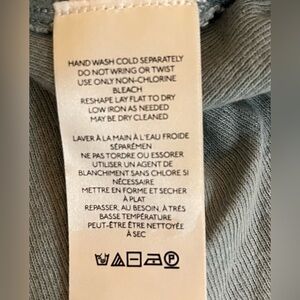 HAND WASH COLD SEPARATELY
DO NOT WRING OR TWIST
USE ONLY NON-CHLORINE
BLEACH
RESHAPE LAY FLAT TO DRY
LOW IRON AS NEEDED
MAY BE DRY CLEANED
LAVER À LA MAIN À L'EAU FROIDE
SÉPARÉMEN
NE PAS TORDRE OU ESSORER
UTILISER UN AGENT DE
BLANCHIMENT SANS CHLORE SI
NÉCESSAIRE
METTRE EN FORME ET SECHER
À PLAT
REPASSER, AU BESOIN, À TRÈS
BASSE TEMPÉRATURE
PEUT-ÊTRE ÊTRE NETTOYÉE
À SEC